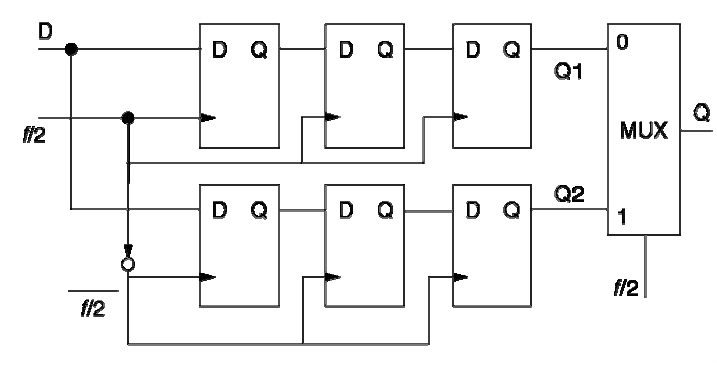 D
D Q D Q D Q 0
Q1
f/2
MUX Q
Q2
D Q D Q D Q 1
f/2
f/2